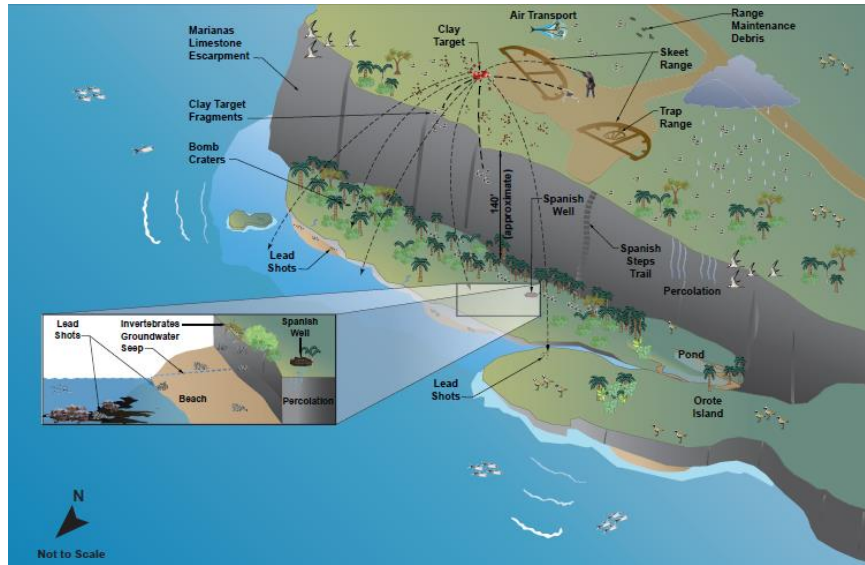 Marianas
Limestone
Escarpment
Air Transport
Range
Maintenance
Debris
Clay
Target
Skeet
Range
Clay Target
Fragments
Trap
Range
Bomb
Craters
140'
(approximate)
Spanish
Well
Spanish
Steps
Trail
Lead
Shots
Percolation
Lead
Shots
Invertebrates
Groundwater
Seep
Spanish
Well
Beach
Percolation
Pond
Lead
Shots
Orote
Island
N
Not to Scale